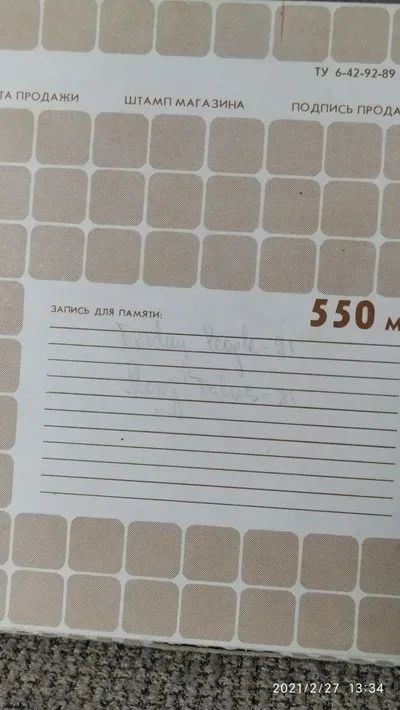 ТУ 6-42-92-89
ТА ПРОДАЖИ ШТАМП МАГАЗИНА ПОДПИСЬ ПРОДА
ЗАПИСЬ ДЛЯ ПАМЯТИ: 550 м
2021/2/27 13:34